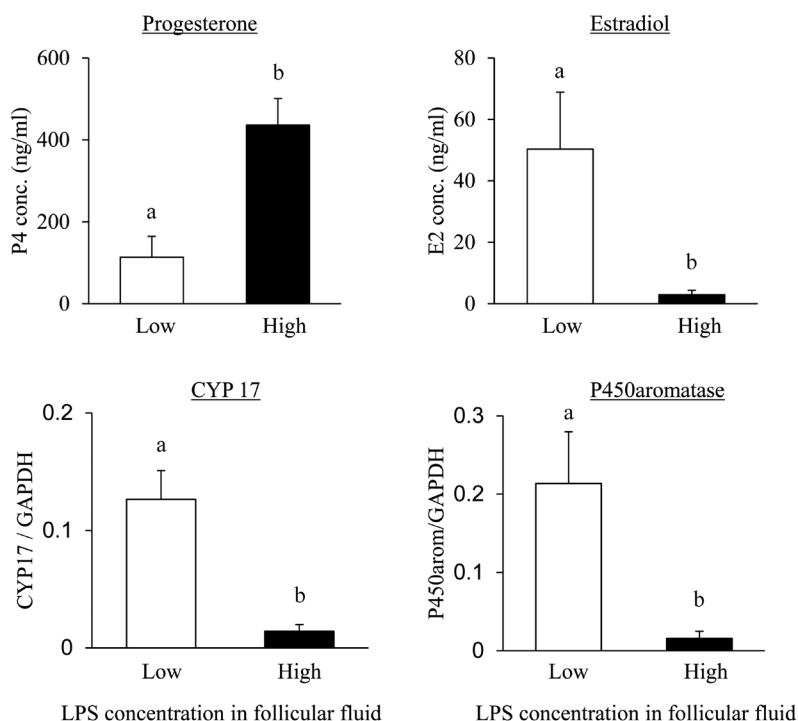 Progesterone
P4 conc. (ng/ml)
600
400
200
0
a
b
Low
High
Estradiol
E2 conc. (ng/ml)
80
60
40
20
0
a
b
Low
High
CYP 17
CYP17 / GAPDH
0.2
0.1
0
a
b
Low
High
LPS concentration in follicular fluid
P450aromatase
P450arom/GAPDH
0.3
0.2
0.1
0
a
b
Low
High
LPS concentration in follicular fluid